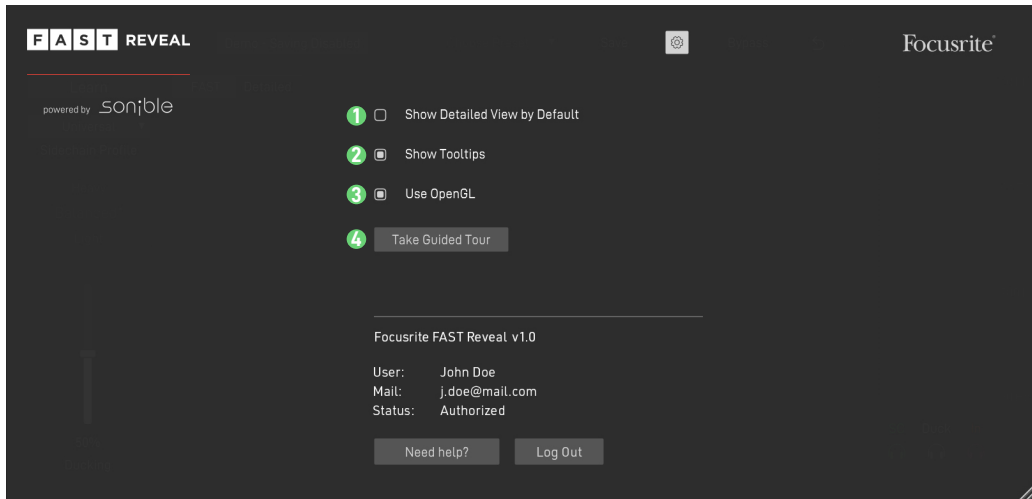 FAST REVEAL
Focusrite
powered by sonible
1 Show Detailed View by Default
2 Show Tooltips
3 Use OpenGL
4 Take Guided Tour
Focusrite FAST Reveal v1.0
User: John Doe
Mail: j.doe@mail.com
Status: Authorized
Need help? Log Out